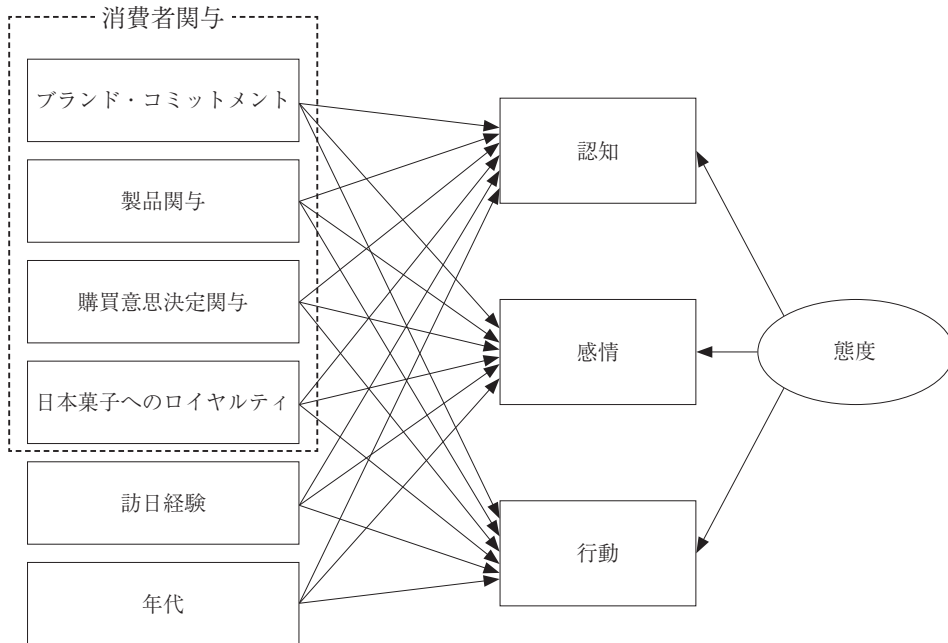 消費者関与
ブランド・コミットメント
製品関与
購買意思決定関与
日本菓子へのロイヤルティ
訪日経験
年代
認知
感情
行動
態度